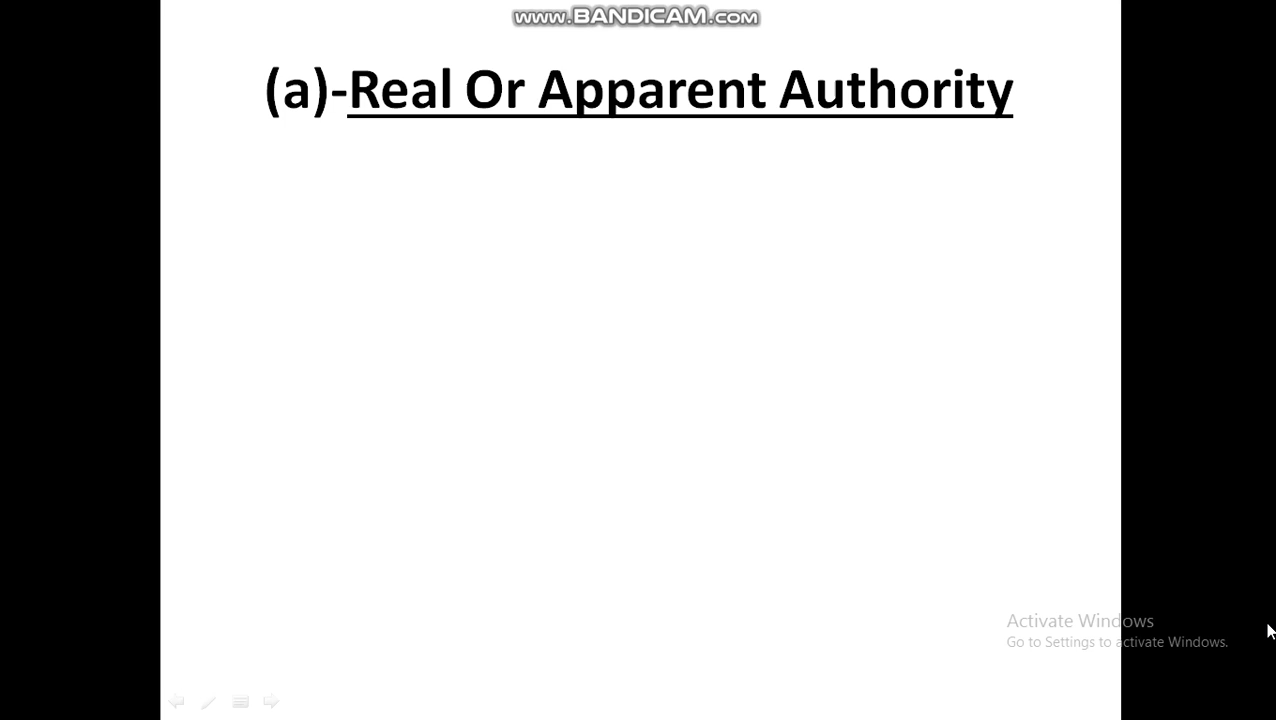 www.BANDICAM.com
(a)-Real Or Apparent Authority
Activate Windows
Go to Settings to activate Windows.